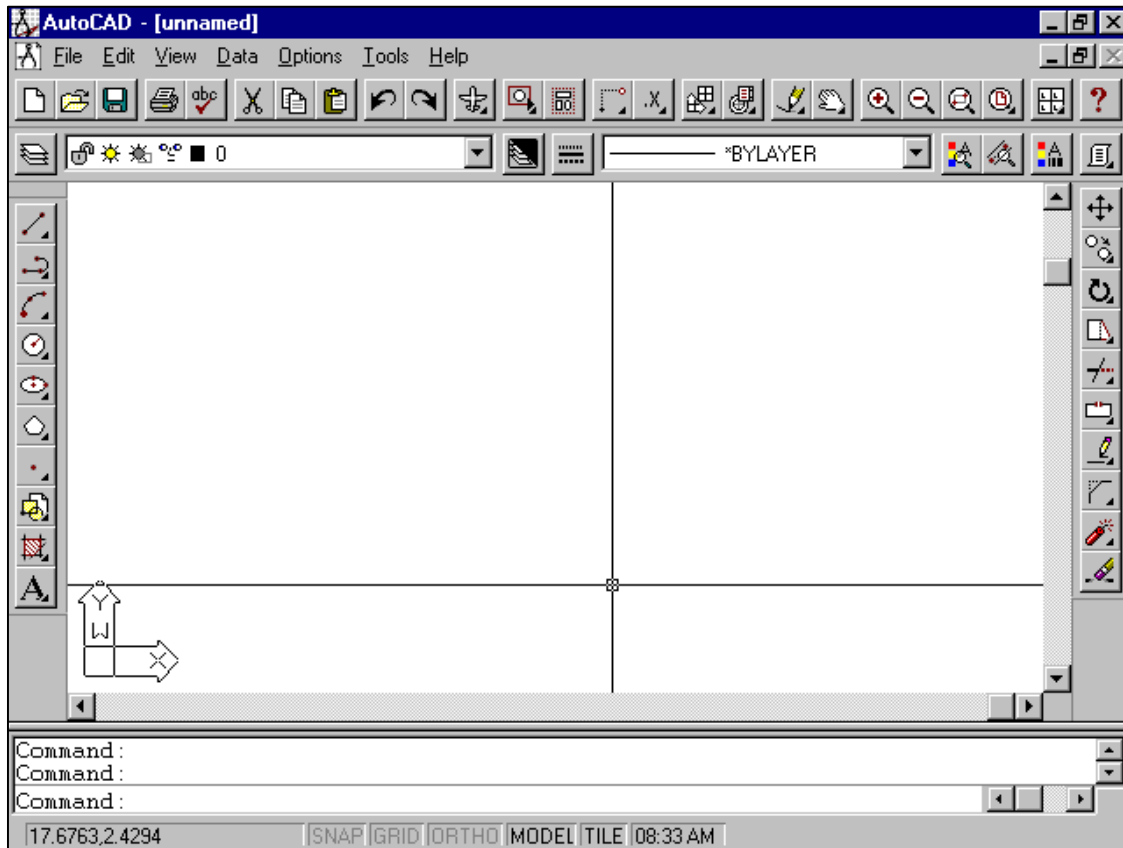 AutoCAD - [unnamed]
File Edit View Data Options Tools Help
abc .X ?
0 *BYLAYER
A
Y
W
X
Command:
Command:
Command:
17.6763,2.4294 SNAP GRID ORTHO MODEL TILE 08:33 AM